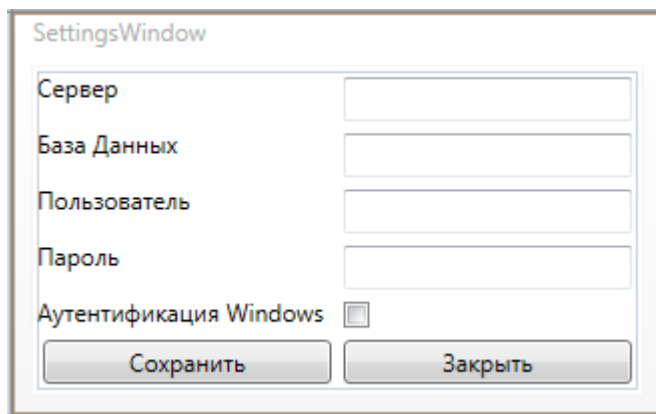 SettingsWindow
Сервер
База Данных
Пользователь
Пароль
Аутентификация Windows
Сохранить Закрыть